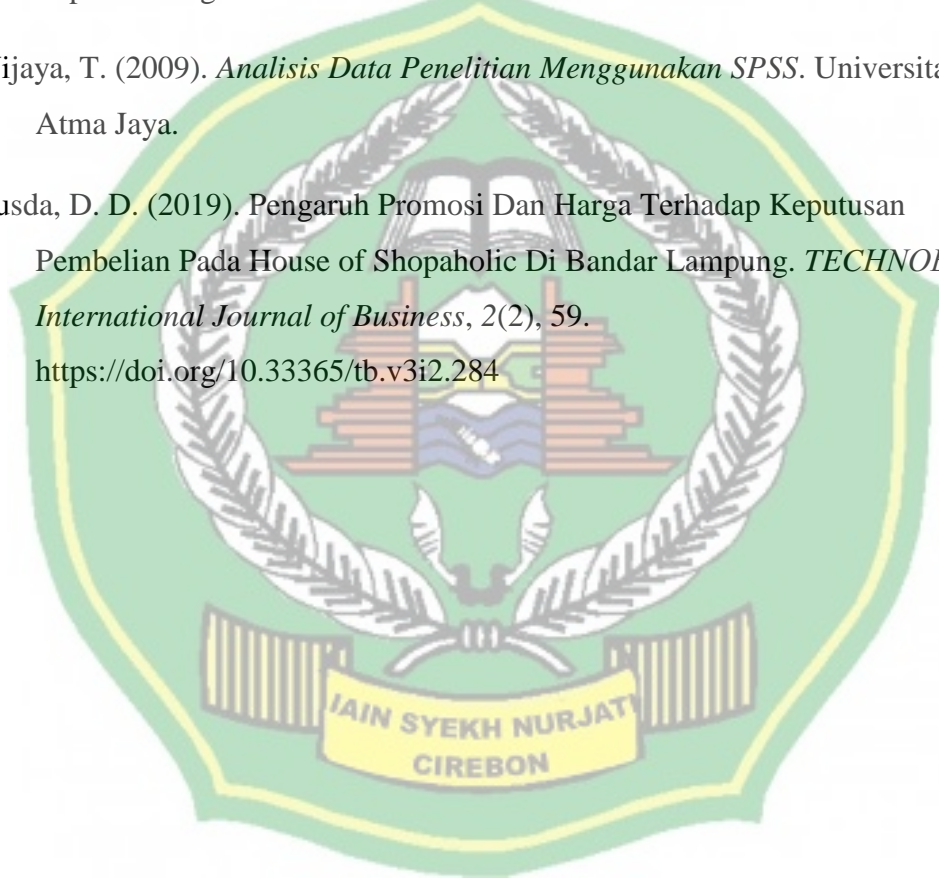 ijaya, T. (2009). Analisis Data Penelitian Menggunakan SPSS. Universita
Atma Jaya.
usda, D. D. (2019). Pengaruh Promosi Dan Harga Terhadap Keputusan
Pembelian Pada House of Shopaholic Di Bandar Lampung. TECHNOB
International Journal of Business, 2(2), 59.
https://doi.org/10.33365/tb.v3i2.284
IAIN SYEKH NURJATI
CIREBON